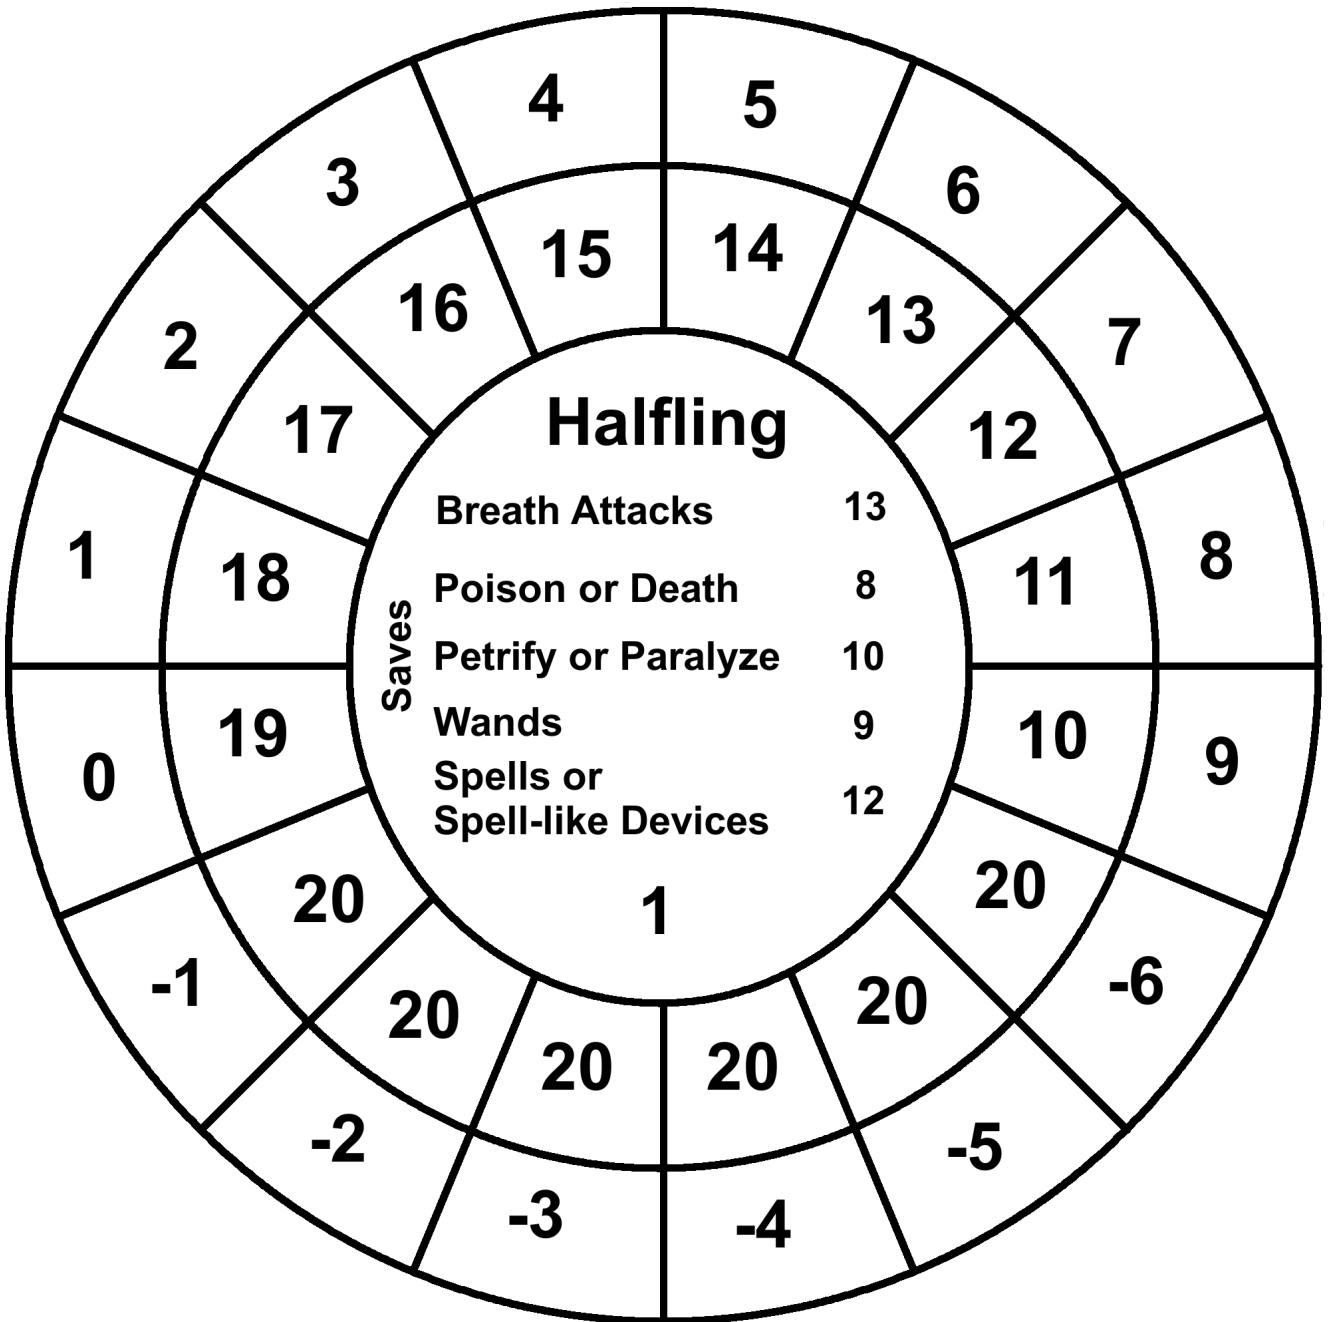 4 5
3 6
15 14
2 16 13 7
17 12
Halfling
Breath Attacks 13
1 18 11 8
Saves
Poison or Death 8
Petrify or Paralyze 10
Wands 9
Spells or
Spell-like Devices 12
0 19 10 9
1
-1 20 20 -6
20 20
-2 20 20 -5
-3 -4